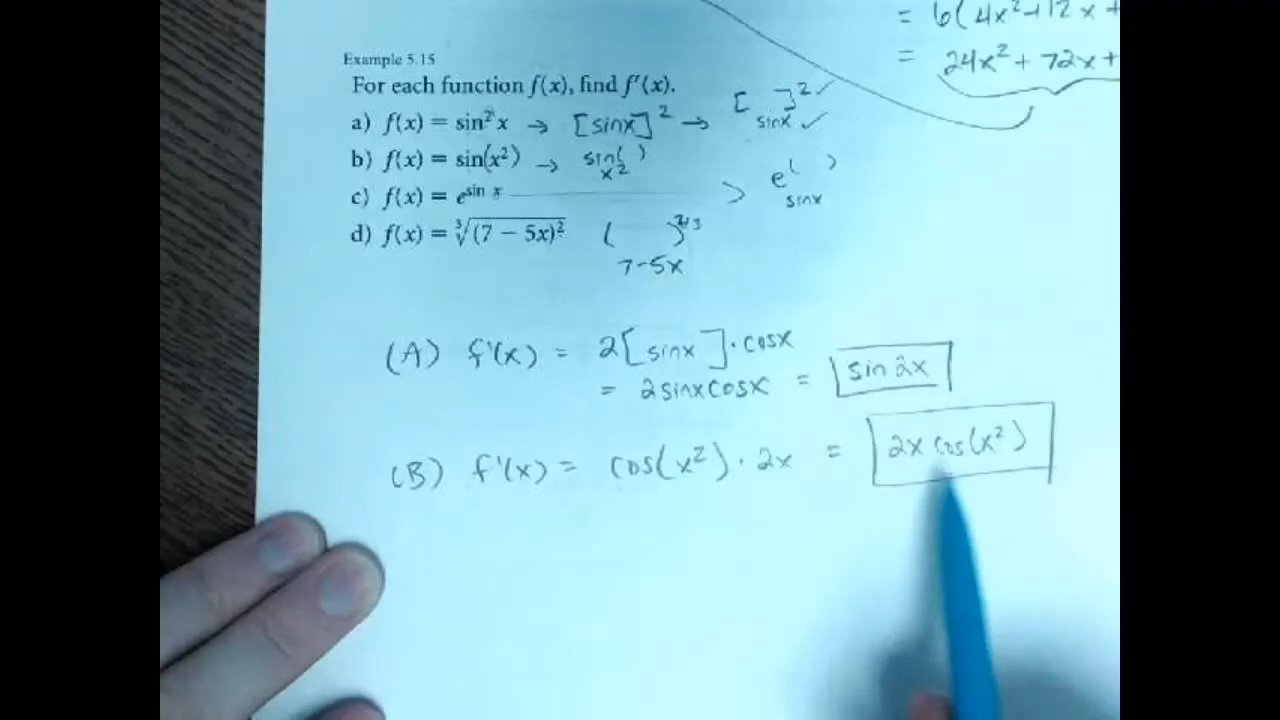 = 6(4x²+12x+
= 24x² + 72x +
Example 5.15
For each function f(x), find f′(x).
a) f(x) = sin²x → [sinx]² → [ ]² ✓
sinx ✓
b) f(x) = sin(x²) → sin( )
x²
c) f(x) = e^(sin x) > e^( )
sinx
d) f(x) = ∛(7 − 5x)² ( )^(2/3)
7-5x
(A) f'(x) = 2[sinx]·cosx
= 2sinxcosx = sin2x
(B) f'(x) = cos(x²)·2x = 2x cos(x²)